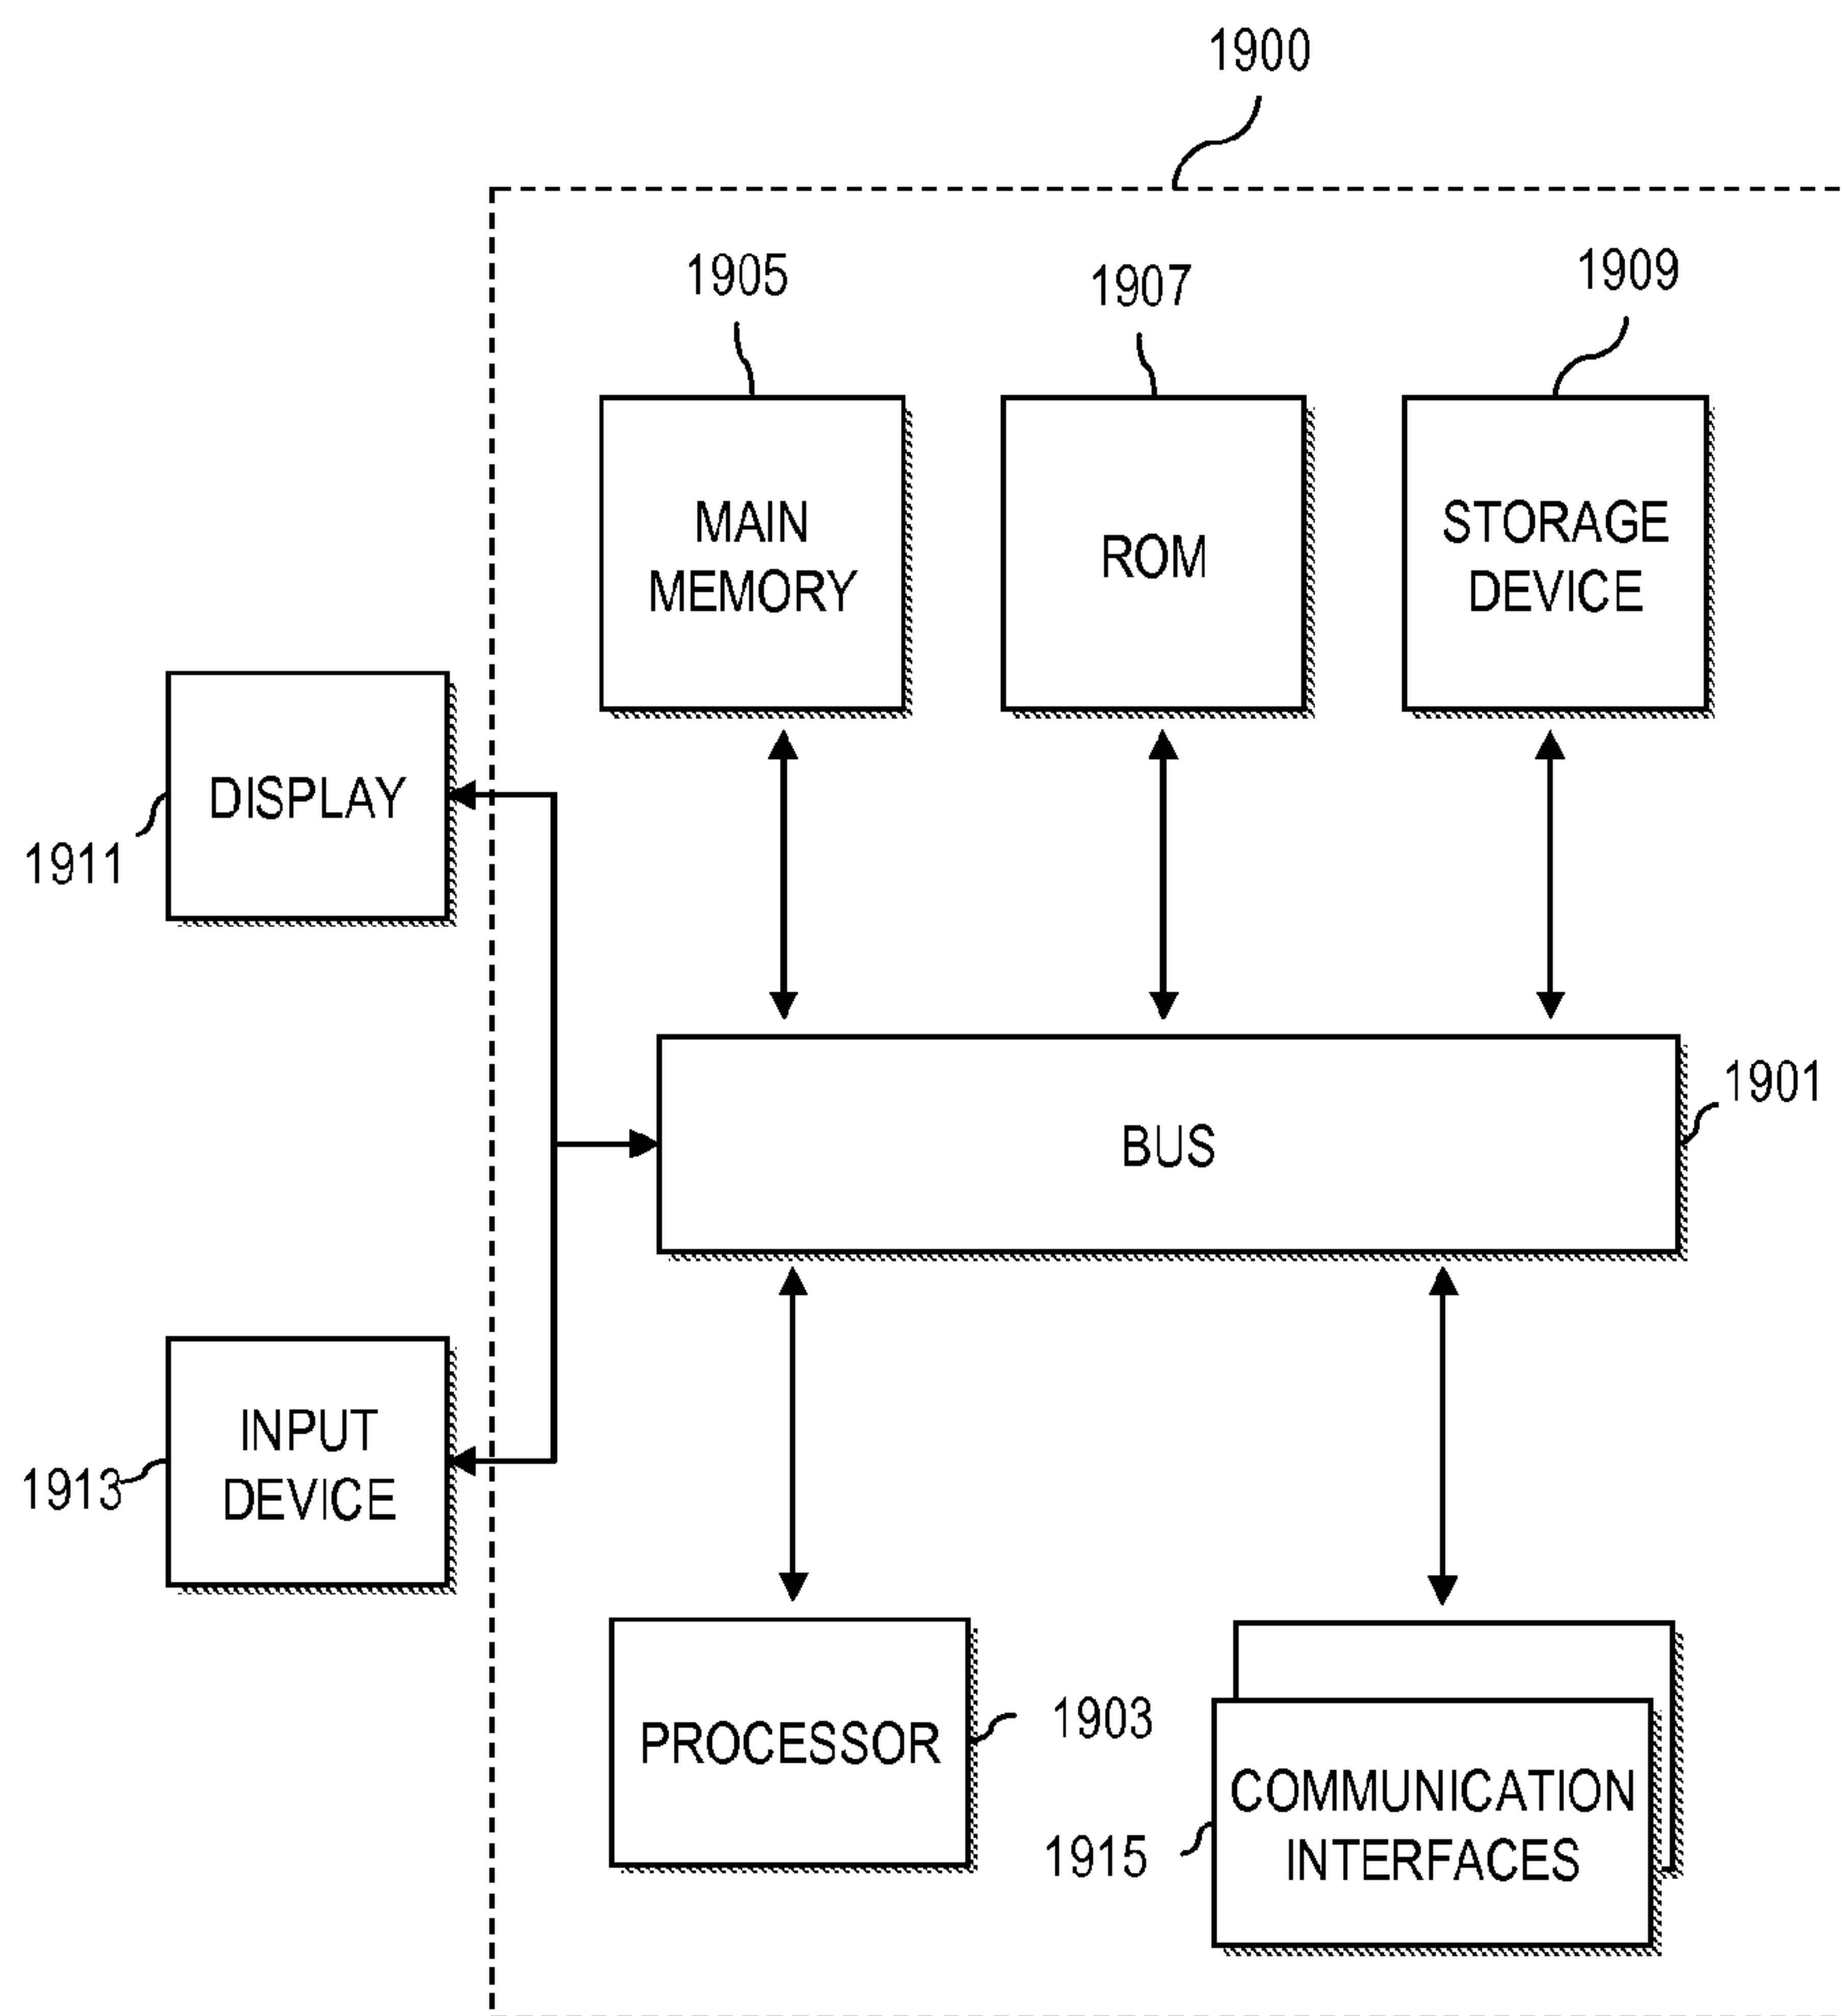 1900
1905
1907
1909
MAIN
MEMORY
ROM
STORAGE
DEVICE
DISPLAY
1911
1901
BUS
INPUT
DEVICE
1913
PROCESSOR
1903
COMMUNICATION
INTERFACES
1915